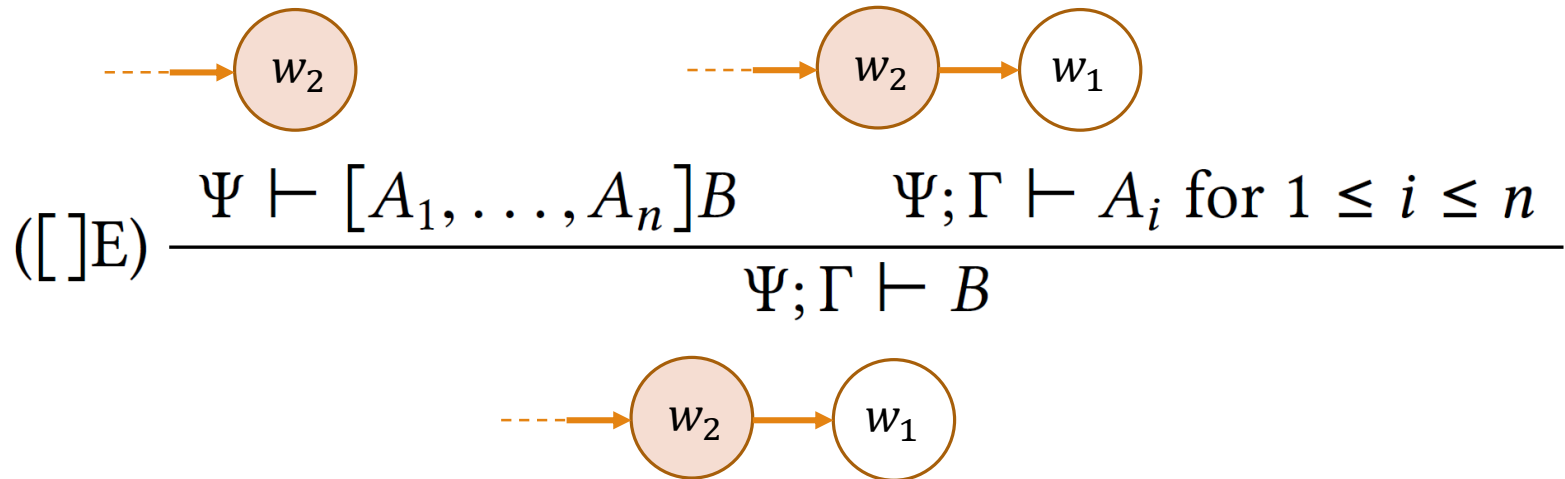 w₂ w₂ w₁
Ψ ⊢ [A₁, . . . , Aₙ]B Ψ; Γ ⊢ Aᵢ for 1 ≤ i ≤ n
([ ]E)
Ψ; Γ ⊢ B
w₂ w₁